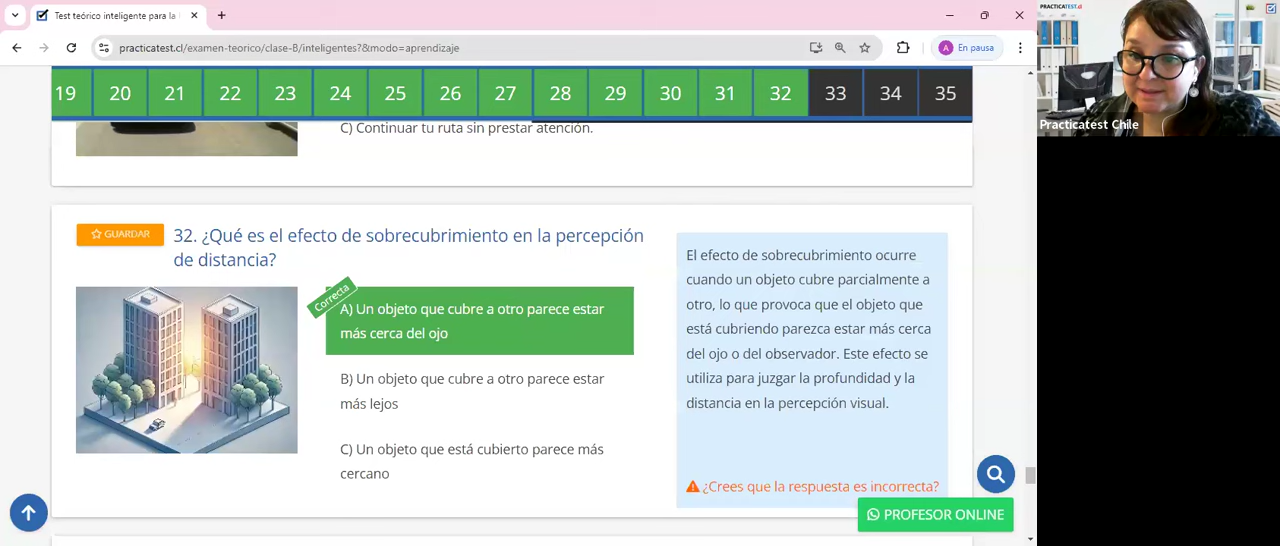 Test teórico inteligente para la
practicatest.cl/examen-teorico/clase-B/inteligentes?&modo=aprendizaje
A
En pausa
19 20 21 22 23 24 25 26 27 28 29 30 31 32 33 34 35
C) Continuar tu ruta sin prestar atención.
GUARDAR
32. ¿Qué es el efecto de sobrecubrimiento en la percepción
de distancia?
Correcta
A) Un objeto que cubre a otro parece estar
más cerca del ojo
B) Un objeto que cubre a otro parece estar
más lejos
C) Un objeto que está cubierto parece más
cercano
El efecto de sobrecubrimiento ocurre
cuando un objeto cubre parcialmente a
otro, lo que provoca que el objeto que
está cubriendo parezca estar más cerca
del ojo o del observador. Este efecto se
utiliza para juzgar la profundidad y la
distancia en la percepción visual.
¿Crees que la respuesta es incorrecta?
PROFESOR ONLINE
PRACTICATEST.cl
Practicatest Chile